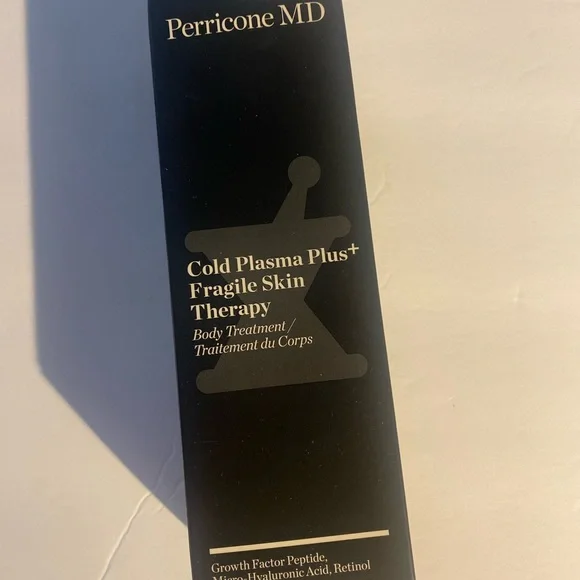 Perricone MD
Cold Plasma Plus+
Fragile Skin
Therapy
Body Treatment /
Traitement du Corps
Growth Factor Peptide,
Micro-Hyaluronic Acid, Retinol